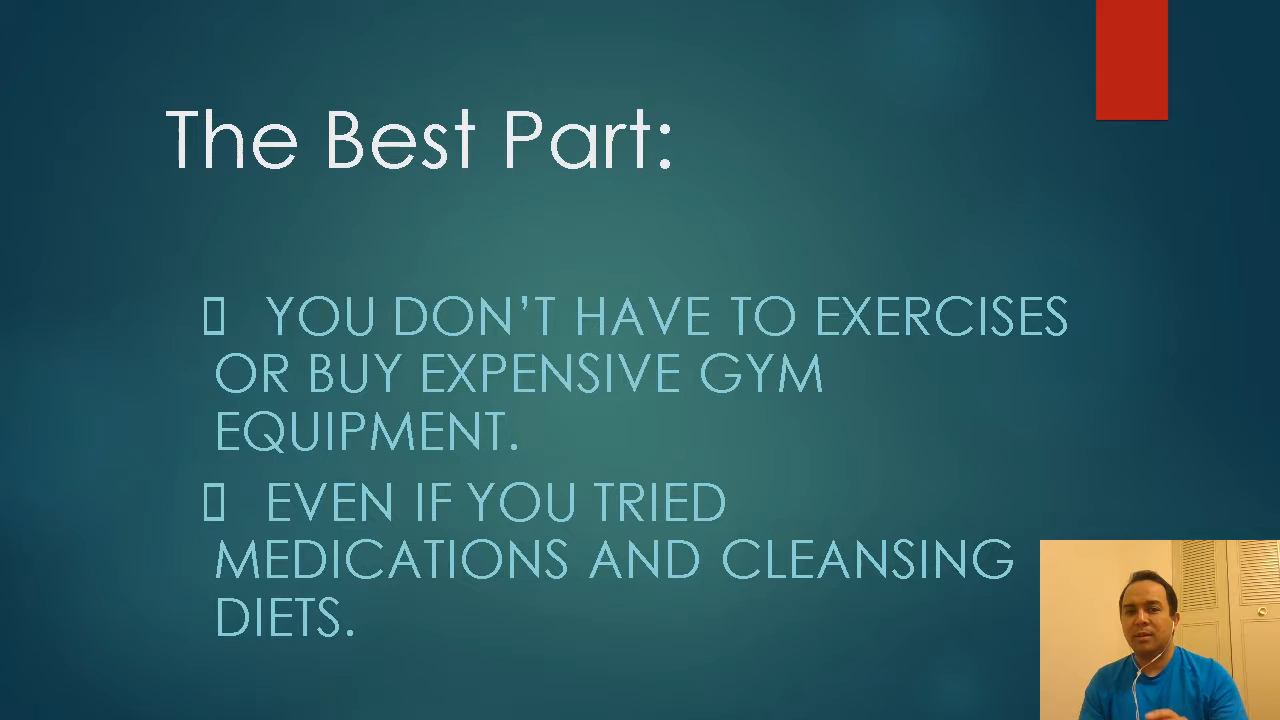 The Best Part:
YOU DON’T HAVE TO EXERCISES
OR BUY EXPENSIVE GYM
EQUIPMENT.
EVEN IF YOU TRIED
MEDICATIONS AND CLEANSING
DIETS.